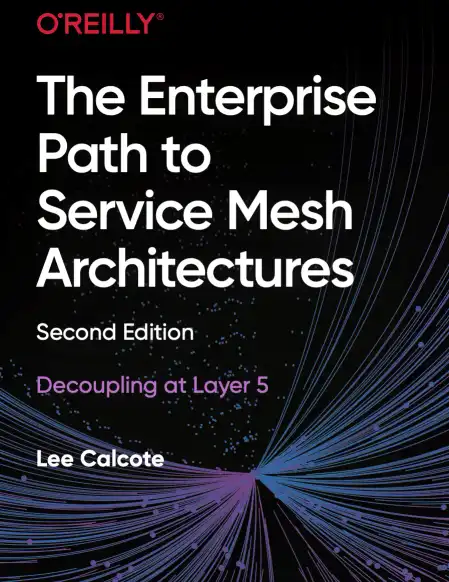 O'REILLY®
The Enterprise
Path to
Service Mesh
Architectures
Second Edition
Decoupling at Layer 5
Lee Calcote